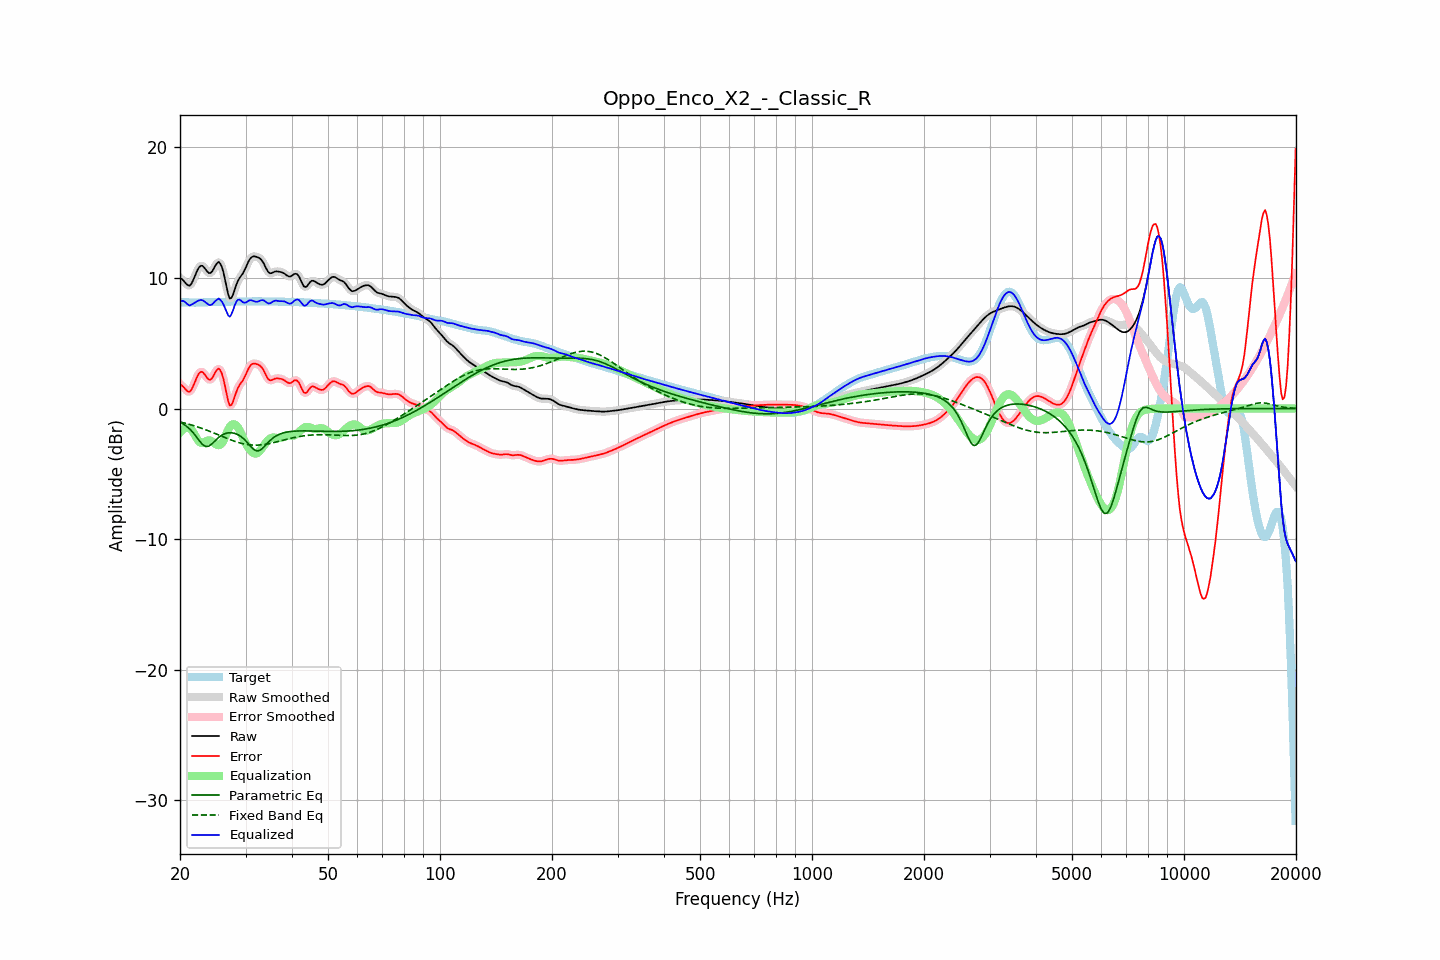 Oppo_Enco_X2_-_Classic_R
20
10
0
−10
−20
−30
Amplitude (dBr)
Target
Raw Smoothed
Error Smoothed
Raw
Error
Equalization
Parametric Eq
Fixed Band Eq
Equalized
20 50 100 200 500 1000 2000 5000 10000 20000
Frequency (Hz)